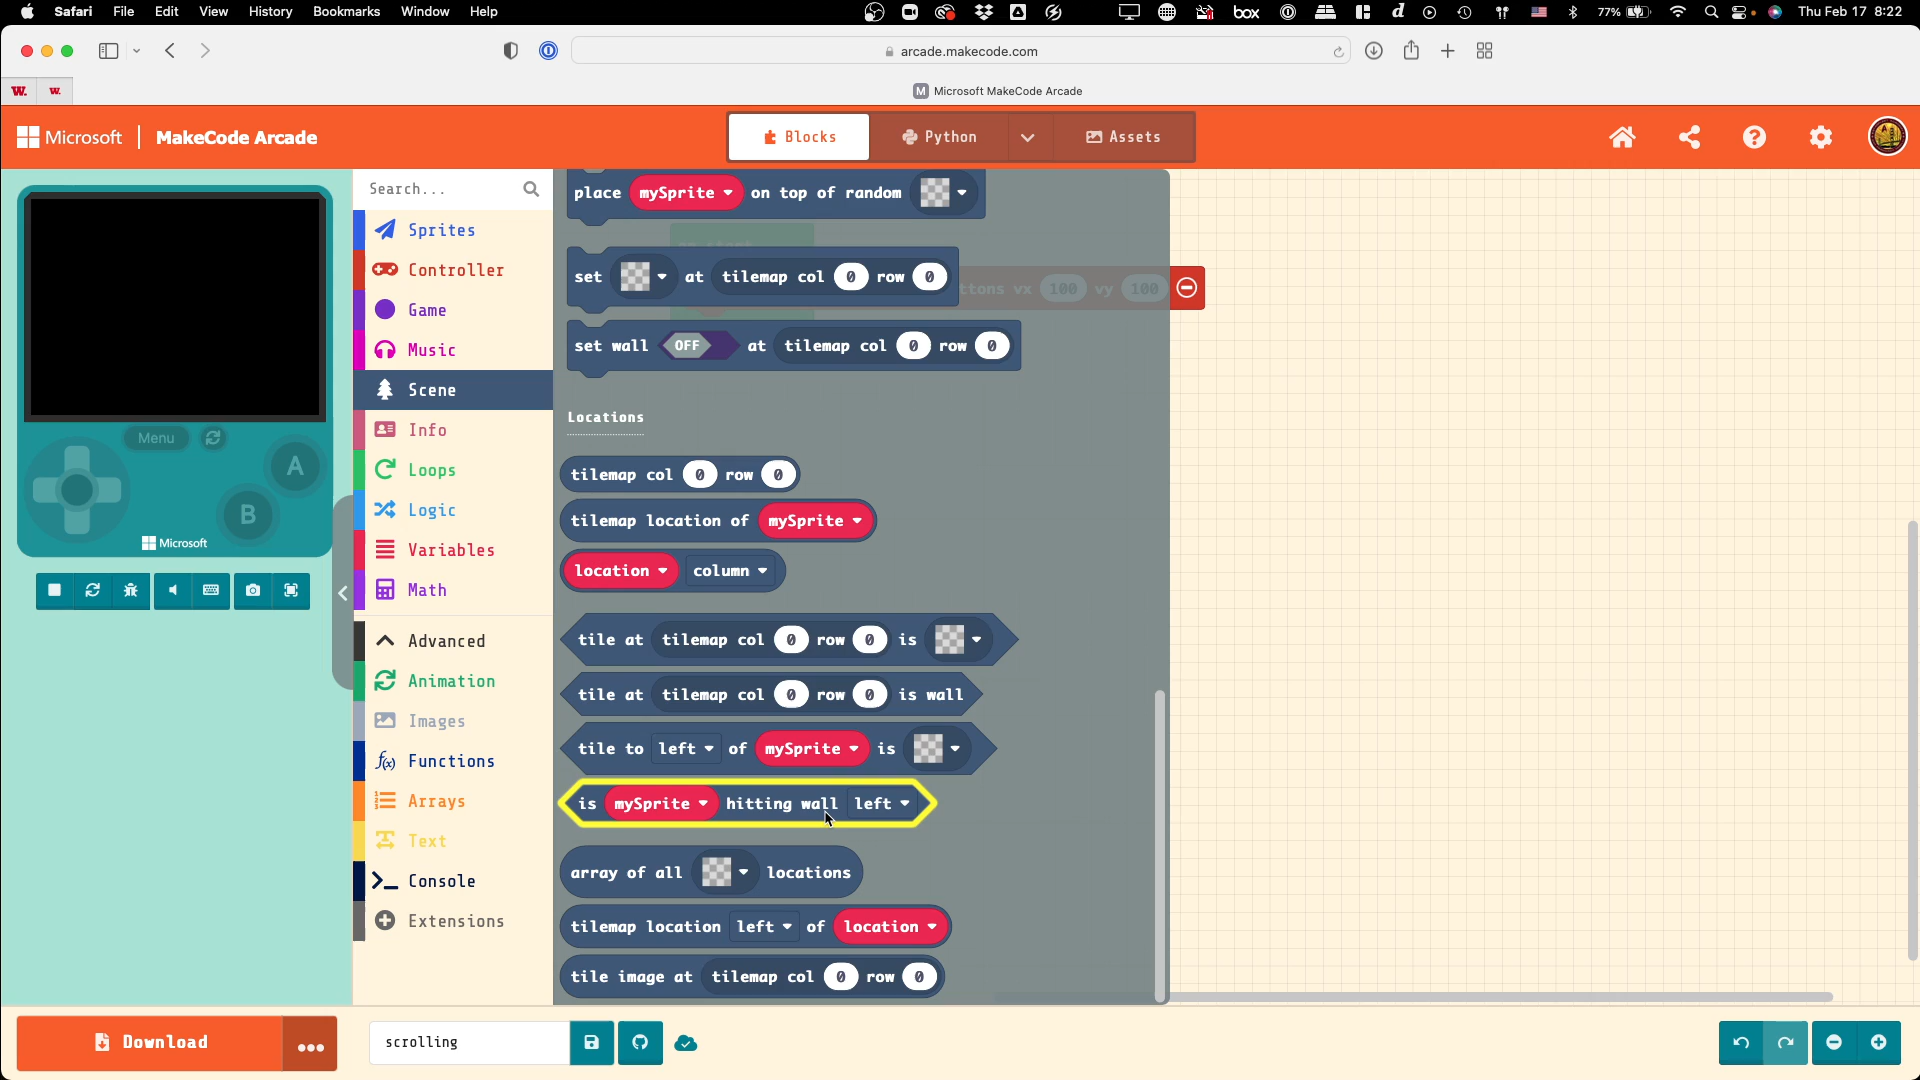 Safari File Edit View History Bookmarks Window Help box 77% Thu Feb 17 8:22
arcade.makecode.com
W. W. Microsoft MakeCode Arcade
Microsoft MakeCode Arcade Blocks Python Assets
Search...
Sprites
Controller
Game
Music
Scene
Info
Loops
Logic
Variables
Math
Advanced
Animation
Images
Functions
Arrays
Text
Console
Extensions
Menu
A
B
Microsoft
place mySprite on top of random
set at tilemap col 0 row 0
ttons vx 100 vy 100
set wall OFF at tilemap col 0 row 0
Locations
tilemap col 0 row 0
tilemap location of mySprite
location column
tile at tilemap col 0 row 0 is
tile at tilemap col 0 row 0 is wall
tile to left of mySprite is
is mySprite hitting wall left
array of all locations
tilemap location left of location
tile image at tilemap col 0 row 0
Download ... scrolling